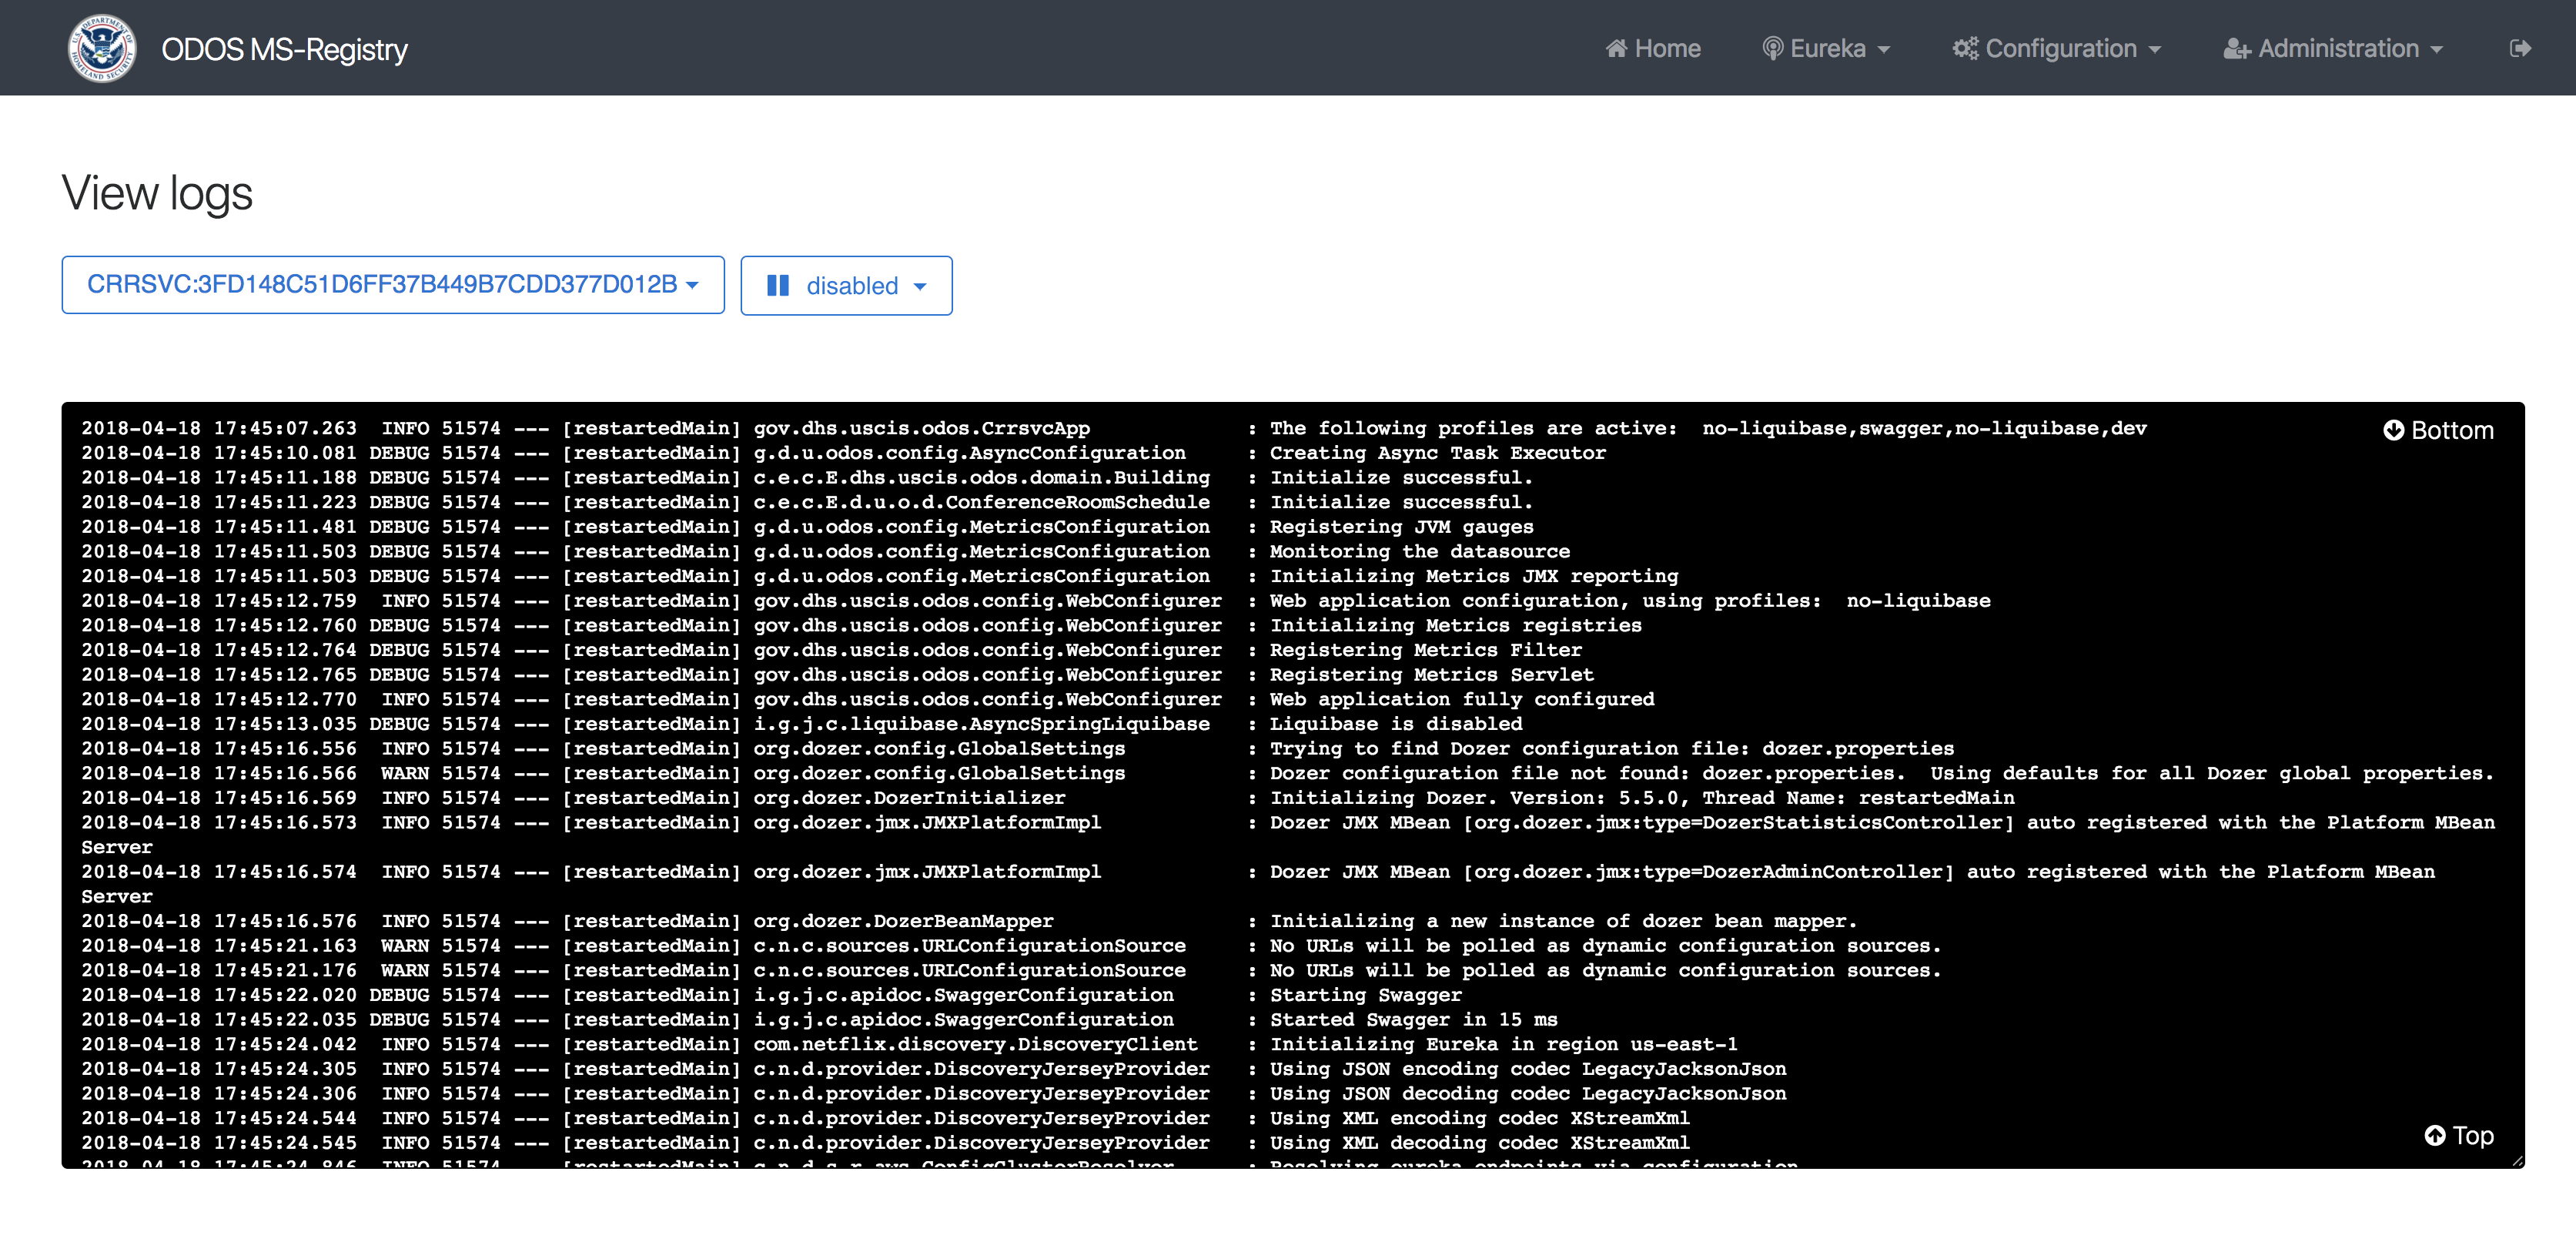 U.S. DEPARTMENT OF HOMELAND SECURITY
ODOS MS-Registry
Home
Eureka
Configuration
Administration
View logs
CRRSVC:3FD148C51D6FF37B449B7CDD377D012B
disabled
Bottom
2018-04-18 17:45:07.263  INFO 51574 --- [restartedMain] gov.dhs.uscis.odos.CrrsvcApp             : The following profiles are active:  no-liquibase,swagger,no-liquibase,dev
2018-04-18 17:45:10.081 DEBUG 51574 --- [restartedMain] g.d.u.odos.config.AsyncConfiguration     : Creating Async Task Executor
2018-04-18 17:45:11.188 DEBUG 51574 --- [restartedMain] c.e.c.E.dhs.uscis.odos.domain.Building   : Initialize successful.
2018-04-18 17:45:11.223 DEBUG 51574 --- [restartedMain] c.e.c.E.d.u.o.d.ConferenceRoomSchedule   : Initialize successful.
2018-04-18 17:45:11.481 DEBUG 51574 --- [restartedMain] g.d.u.odos.config.MetricsConfiguration   : Registering JVM gauges
2018-04-18 17:45:11.503 DEBUG 51574 --- [restartedMain] g.d.u.odos.config.MetricsConfiguration   : Monitoring the datasource
2018-04-18 17:45:11.503 DEBUG 51574 --- [restartedMain] g.d.u.odos.config.MetricsConfiguration   : Initializing Metrics JMX reporting
2018-04-18 17:45:12.759  INFO 51574 --- [restartedMain] gov.dhs.uscis.odos.config.WebConfigurer  : Web application configuration, using profiles:  no-liquibase
2018-04-18 17:45:12.760 DEBUG 51574 --- [restartedMain] gov.dhs.uscis.odos.config.WebConfigurer  : Initializing Metrics registries
2018-04-18 17:45:12.764 DEBUG 51574 --- [restartedMain] gov.dhs.uscis.odos.config.WebConfigurer  : Registering Metrics Filter
2018-04-18 17:45:12.765 DEBUG 51574 --- [restartedMain] gov.dhs.uscis.odos.config.WebConfigurer  : Registering Metrics Servlet
2018-04-18 17:45:12.770  INFO 51574 --- [restartedMain] gov.dhs.uscis.odos.config.WebConfigurer  : Web application fully configured
2018-04-18 17:45:13.035 DEBUG 51574 --- [restartedMain] i.g.j.c.liquibase.AsyncSpringLiquibase   : Liquibase is disabled
2018-04-18 17:45:16.556  INFO 51574 --- [restartedMain] org.dozer.config.GlobalSettings          : Trying to find Dozer configuration file: dozer.properties
2018-04-18 17:45:16.566  WARN 51574 --- [restartedMain] org.dozer.config.GlobalSettings          : Dozer configuration file not found: dozer.properties.  Using defaults for all Dozer global properties.
2018-04-18 17:45:16.569  INFO 51574 --- [restartedMain] org.dozer.DozerInitializer               : Initializing Dozer. Version: 5.5.0, Thread Name: restartedMain
2018-04-18 17:45:16.573  INFO 51574 --- [restartedMain] org.dozer.jmx.JMXPlatformImpl            : Dozer JMX MBean [org.dozer.jmx:type=DozerStatisticsController] auto registered with the Platform MBean
Server
2018-04-18 17:45:16.574  INFO 51574 --- [restartedMain] org.dozer.jmx.JMXPlatformImpl            : Dozer JMX MBean [org.dozer.jmx:type=DozerAdminController] auto registered with the Platform MBean
Server
2018-04-18 17:45:16.576  INFO 51574 --- [restartedMain] org.dozer.DozerBeanMapper                : Initializing a new instance of dozer bean mapper.
2018-04-18 17:45:21.163  WARN 51574 --- [restartedMain] c.n.c.sources.URLConfigurationSource     : No URLs will be polled as dynamic configuration sources.
2018-04-18 17:45:21.176  WARN 51574 --- [restartedMain] c.n.c.sources.URLConfigurationSource     : No URLs will be polled as dynamic configuration sources.
2018-04-18 17:45:22.020 DEBUG 51574 --- [restartedMain] i.g.j.c.apidoc.SwaggerConfiguration      : Starting Swagger
2018-04-18 17:45:22.035 DEBUG 51574 --- [restartedMain] i.g.j.c.apidoc.SwaggerConfiguration      : Started Swagger in 15 ms
2018-04-18 17:45:24.042  INFO 51574 --- [restartedMain] com.netflix.discovery.DiscoveryClient    : Initializing Eureka in region us-east-1
2018-04-18 17:45:24.305  INFO 51574 --- [restartedMain] c.n.d.provider.DiscoveryJerseyProvider   : Using JSON encoding codec LegacyJacksonJson
2018-04-18 17:45:24.306  INFO 51574 --- [restartedMain] c.n.d.provider.DiscoveryJerseyProvider   : Using JSON decoding codec LegacyJacksonJson
2018-04-18 17:45:24.544  INFO 51574 --- [restartedMain] c.n.d.provider.DiscoveryJerseyProvider   : Using XML encoding codec XStreamXml
2018-04-18 17:45:24.545  INFO 51574 --- [restartedMain] c.n.d.provider.DiscoveryJerseyProvider   : Using XML decoding codec XStreamXml
2018-04-18 17:45:24.846  INFO 51574 --- [restartedMain] c.n.d.s.r.aws.ConfigClusterResolver      : Resolving eureka endpoints via configuration
Top